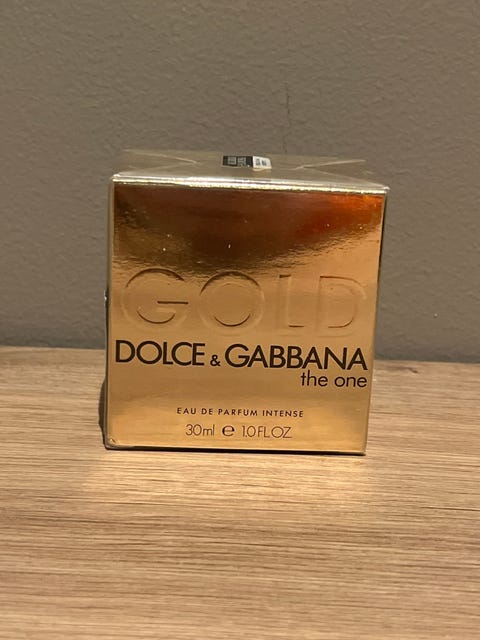 GOLD
DOLCE & GABBANA
the one
EAU DE PARFUM INTENSE
30ml e 1.0 FL.OZ.